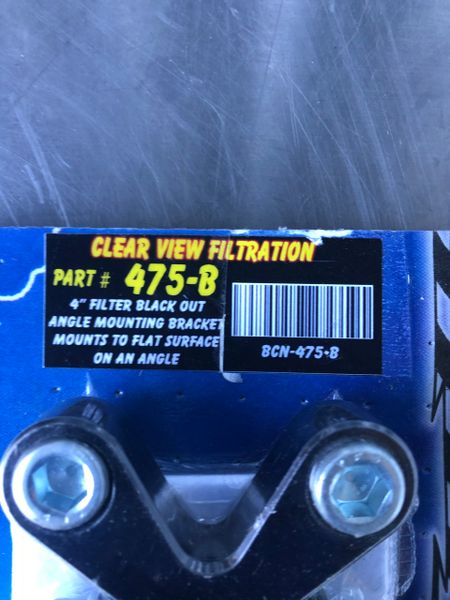 CLEAR VIEW FILTRATION
PART # 475-B
4" FILTER BLACK OUT
ANGLE MOUNTING BRACKET
MOUNTS TO FLAT SURFACE
ON AN ANGLE
BCN-475-B